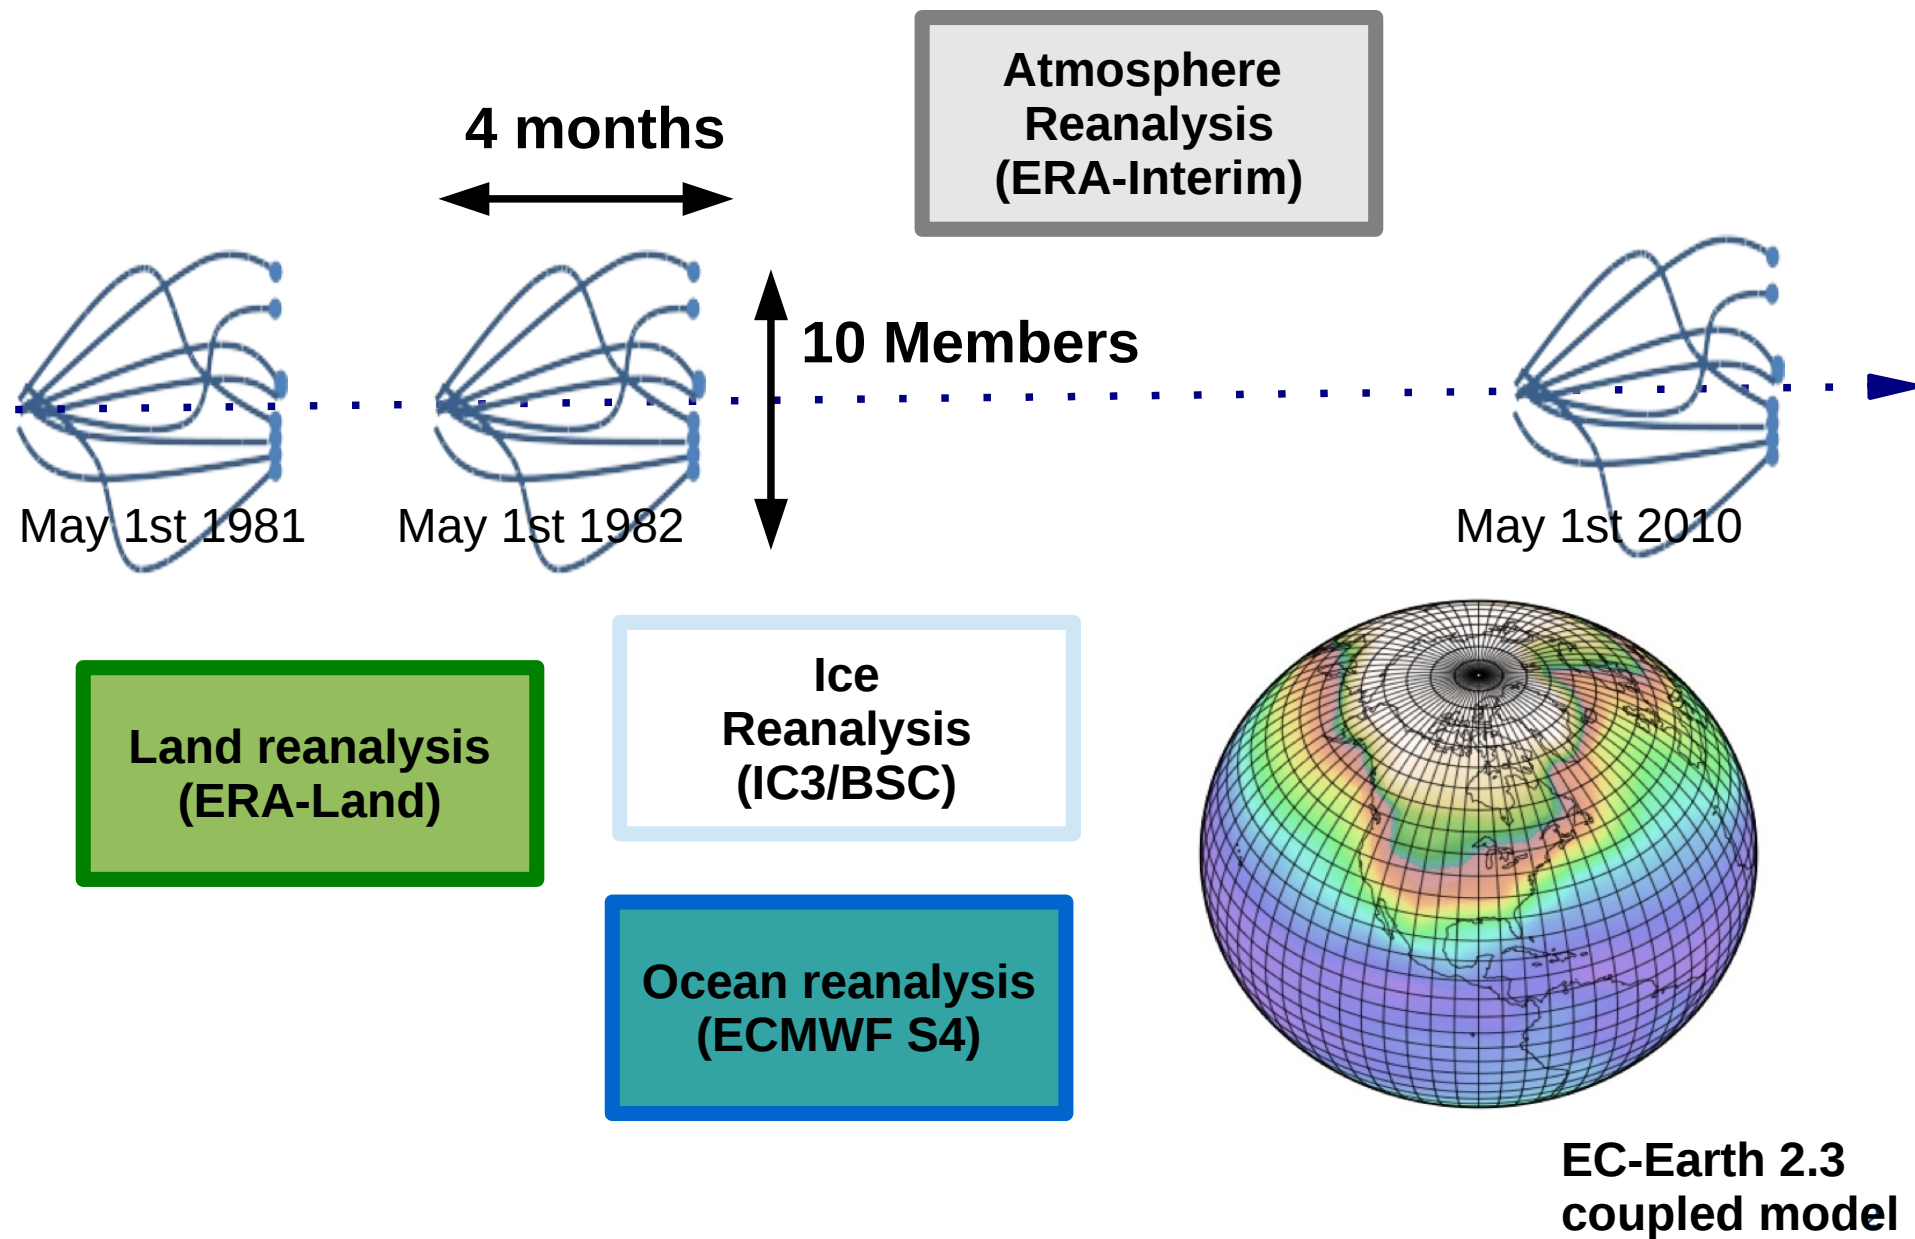 Atmosphere
Reanalysis
(ERA-Interim)
4 months
10 Members
May 1st 1981
May 1st 1982
May 1st 2010
Land reanalysis
(ERA-Land)
Ice
Reanalysis
(IC3/BSC)
Ocean reanalysis
(ECMWF S4)
EC-Earth 2.3
coupled model